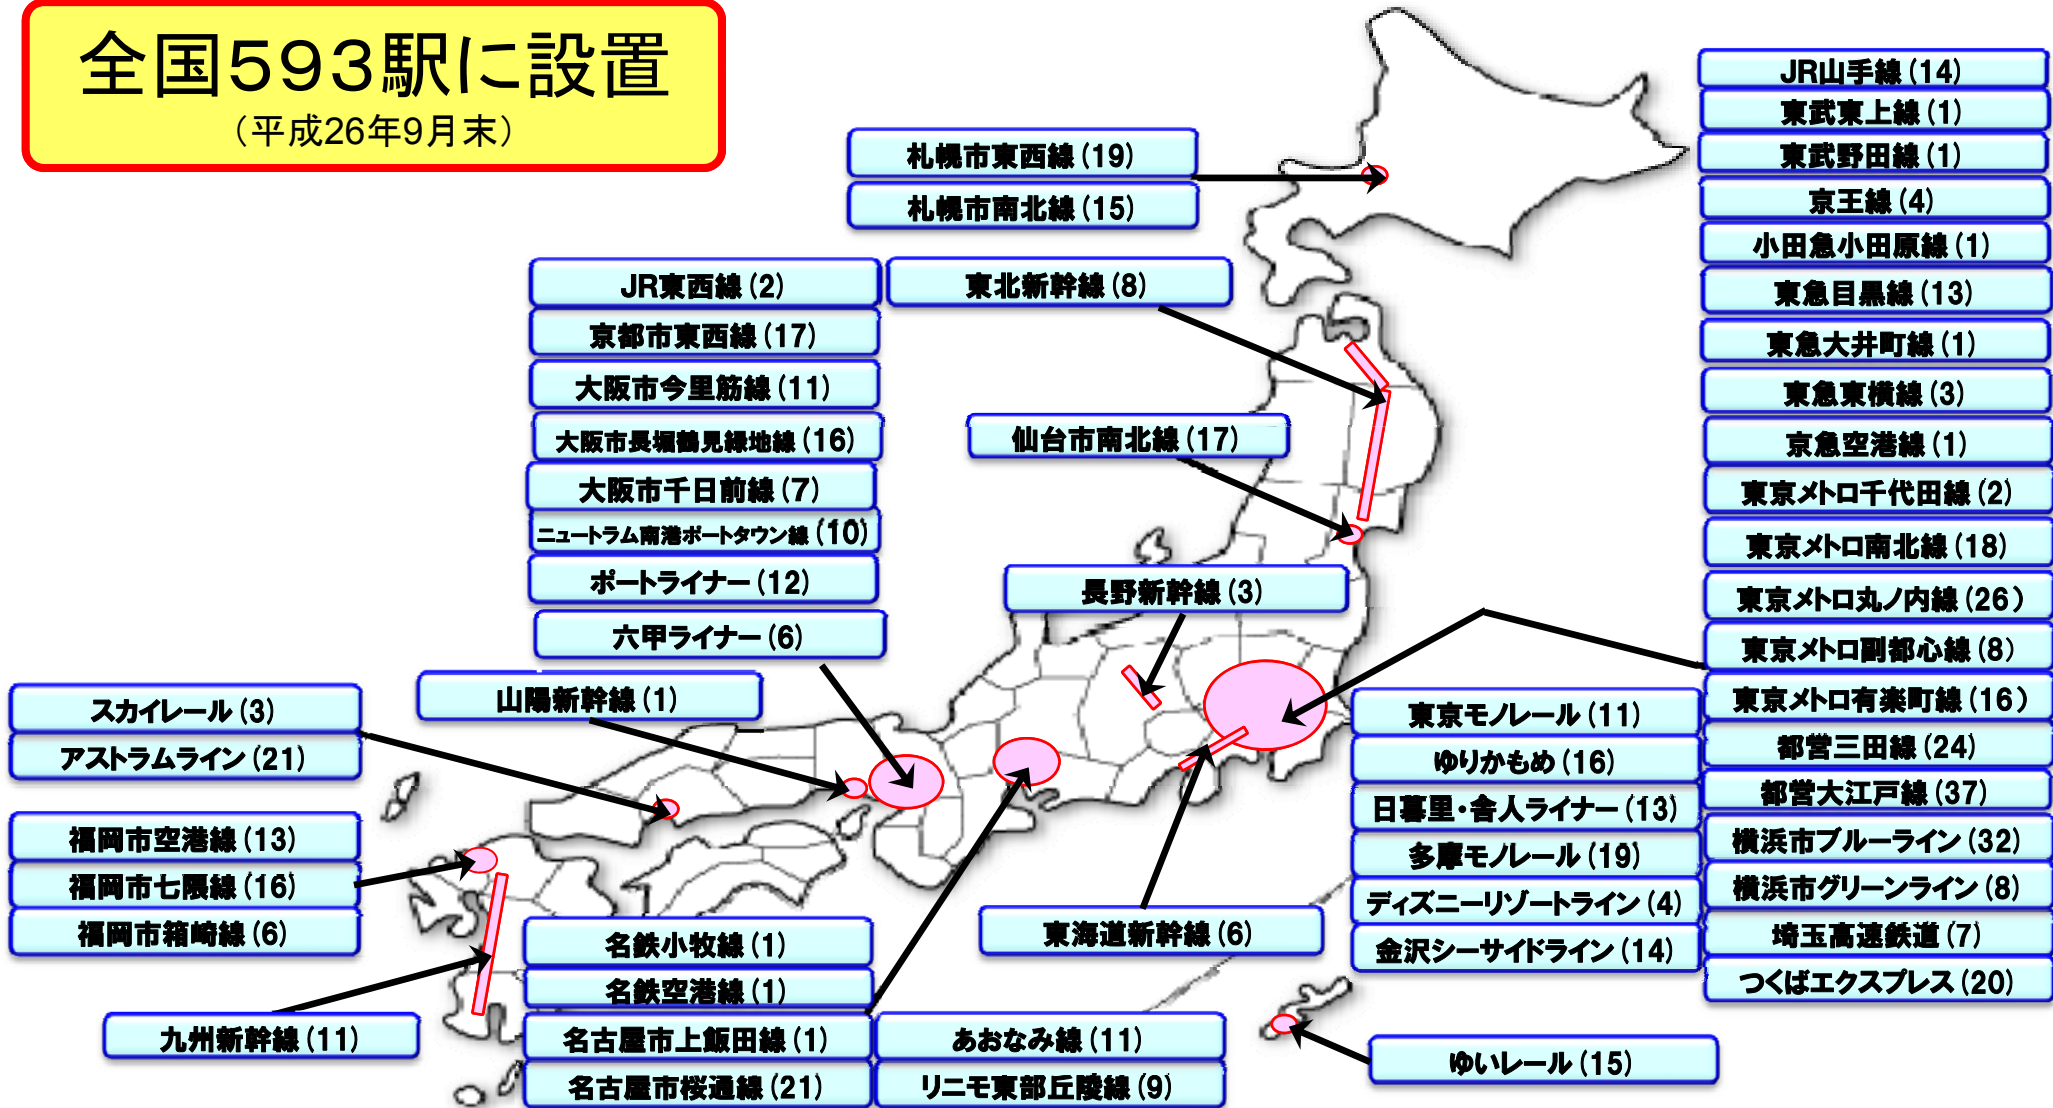 全国593駅に設置
（平成26年9月末）
札幌市東西線（19）
札幌市南北線（15）
JR東西線（2）
京都市東西線（17）
大阪市今里筋線（11）
大阪市長堀鶴見緑地線（16）
大阪市千日前線（7）
ニュートラム南港ポートタウン線（10）
ポートライナー（12）
六甲ライナー（6）
東北新幹線（8）
仙台市南北線（17）
長野新幹線（3）
山陽新幹線（1）
スカイレール（3）
アストラムライン（21）
福岡市空港線（13）
福岡市七隈線（16）
福岡市箱崎線（6）
九州新幹線（11）
名鉄小牧線（1）
名鉄空港線（1）
名古屋市上飯田線（1）
名古屋市桜通線（21）
あおなみ線（11）
リニモ東部丘陵線（9）
東海道新幹線（6）
ゆいレール（15）
東京モノレール（11）
ゆりかもめ（16）
日暮里・舎人ライナー（13）
多摩モノレール（19）
ディズニーリゾートライン（4）
金沢シーサイドライン（14）
JR山手線（14）
東武東上線（1）
東武野田線（1）
京王線（4）
小田急小田原線（1）
東急目黒線（13）
東急大井町線（1）
東急東横線（3）
京急空港線（1）
東京メトロ千代田線（2）
東京メトロ南北線（18）
東京メトロ丸ノ内線（26）
東京メトロ副都心線（8）
東京メトロ有楽町線（16）
都営三田線（24）
都営大江戸線（37）
横浜市ブルーライン（32）
横浜市グリーンライン（8）
埼玉高速鉄道（7）
つくばエクスプレス（20）